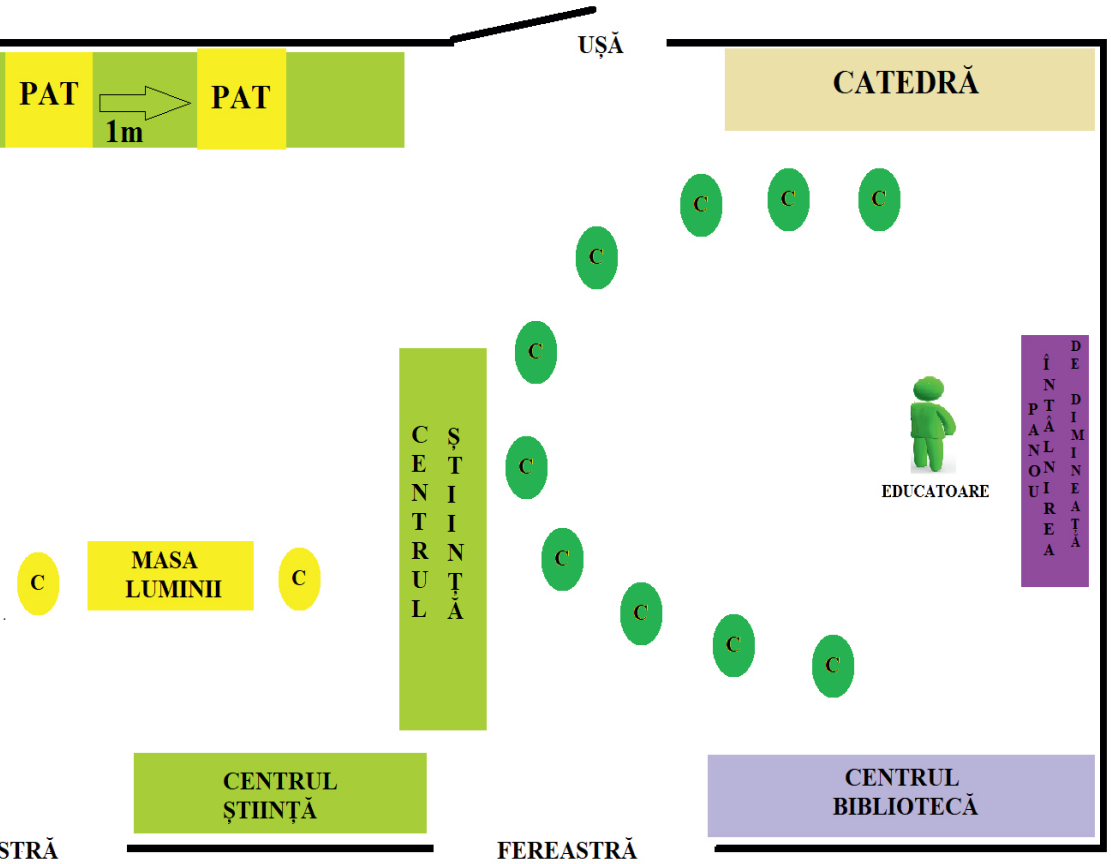 UȘĂ
PAT
PAT
1m
CATEDRĂ
C
C
C
C
C
C
C
C
C
C
CENTRUL
ȘTIINȚĂ
EDUCATOARE
PANOU
ÎNTÂLNIREA
DE DIMINEAȚĂ
C
MASA
LUMINII
C
CENTRUL
ȘTIINȚĂ
CENTRUL
BIBLIOTECĂ
STRĂ
FEREASTRĂ